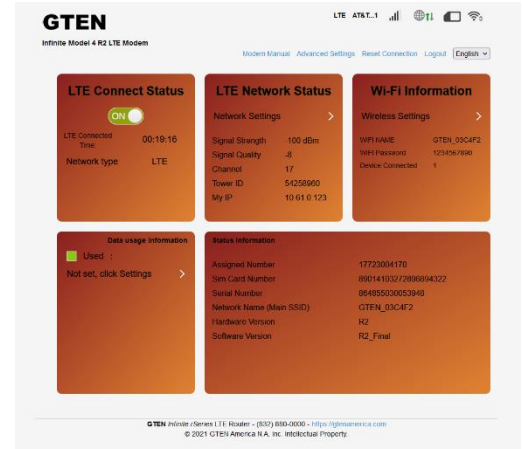 GTEN
LTE AT&T...1
Infinite Model 4 R2 LTE Modem
Modem Manual Advanced Settings Reset Connection Logout English
LTE Connect Status
ON
LTE Connected Time 00:19:16
Network type LTE
LTE Network Status
Network Settings
Signal Strength -100 dBm
Signal Quality -8
Channel 17
Tower ID 54258960
My IP 10.61.0.123
Wi-Fi Information
Wireless Settings
WIFI NAME GTEN_03C4F2
WIFI Password 1234567890
Device Connected 1
Data usage Information
Used :
Not set, click Settings
Status Information
Assigned Number 17723004170
Sim Card Number 89014103272896894322
Serial Number 864855030053948
Network Name (Main SSID) GTEN_03C4F2
Hardware Version R2
Software Version R2_Final
GTEN Infinite rSeries LTE Router - (832) 880-0000 - https://gtenamerica.com
© 2021 GTEN America N.A. Inc. Intellectual Property.